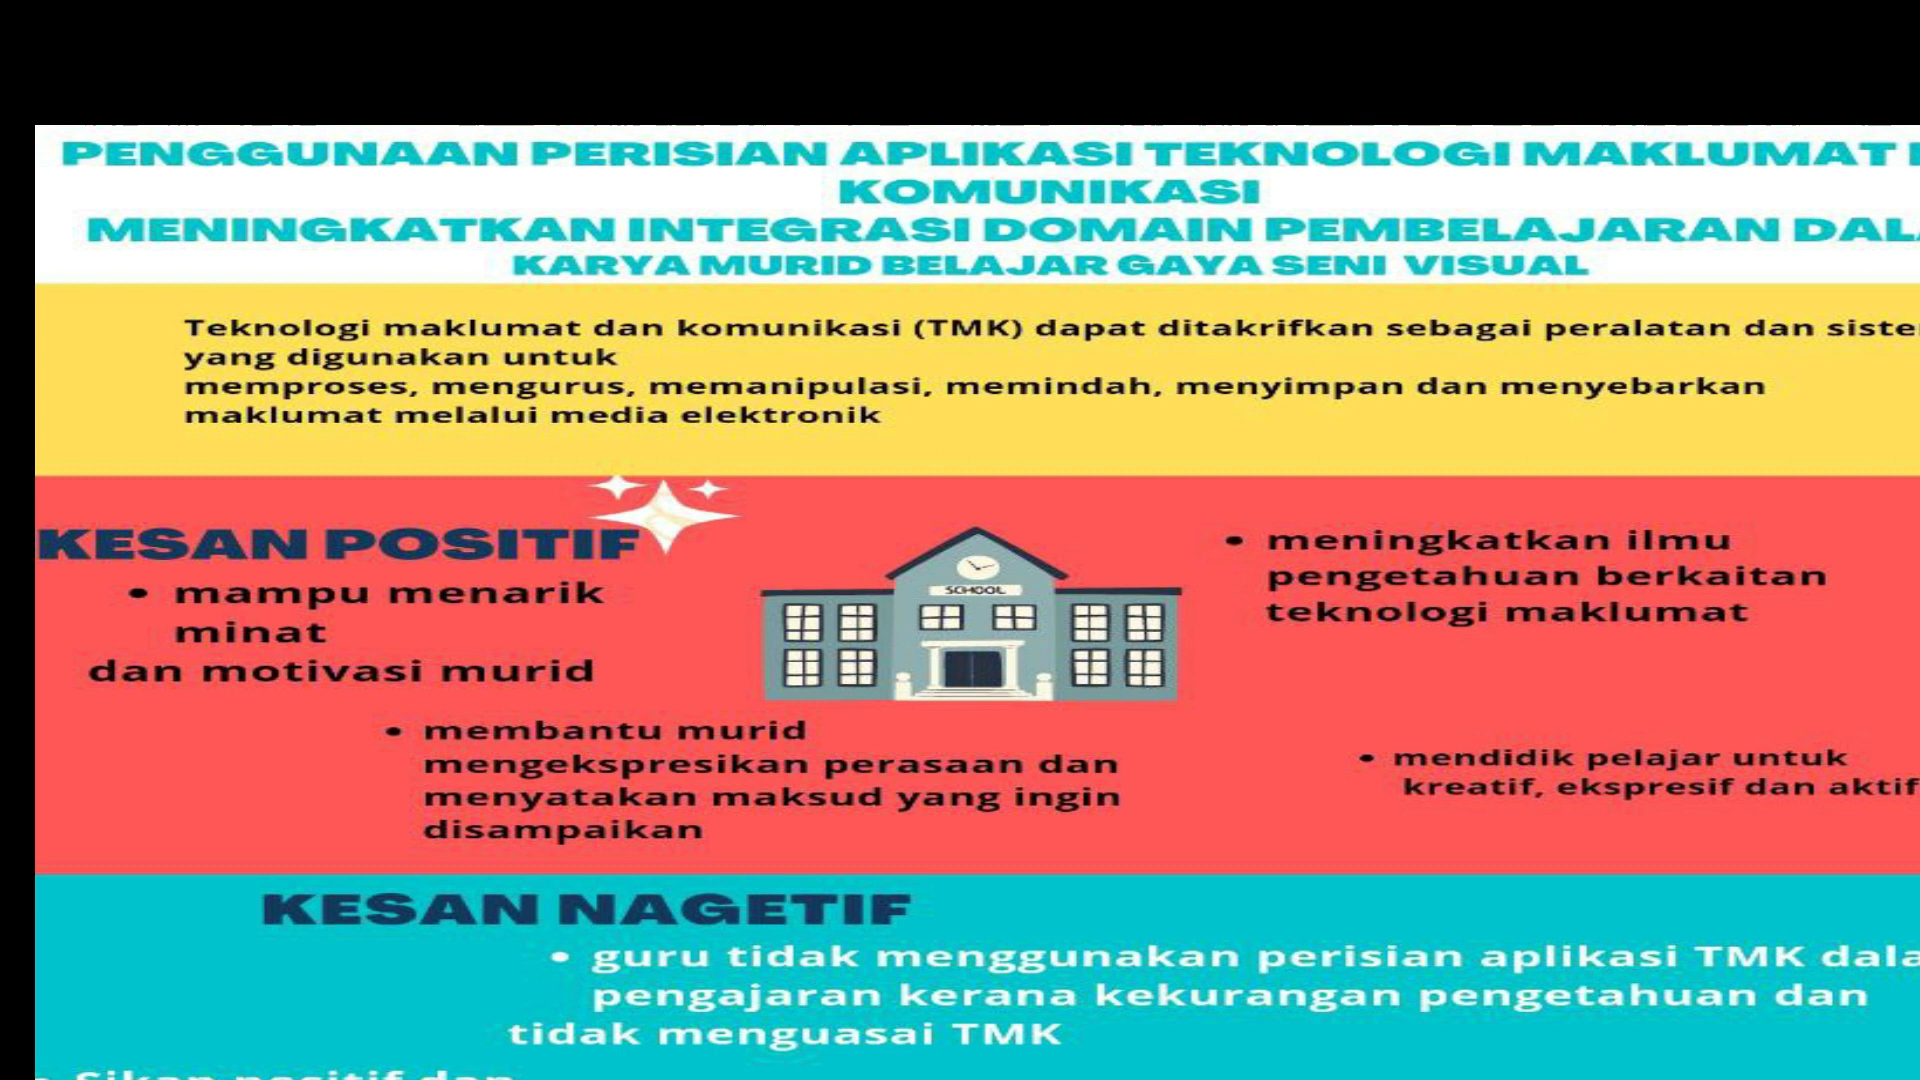 PENGGUNAAN PERISIAN APLIKASI TEKNOLOGI MAKLUMAT
KOMUNIKASI
MENINGKATKAN INTEGRASI DOMAIN PEMBELAJARAN
KARYA MURID BELAJAR GAYA SENI VISUAL
Teknologi maklumat dan komunikasi (TMK) dapat ditakrifkan sebagai peralatan dan
yang digunakan untuk
memproses, mengurus, memanipulasi, memindah, menyimpan dan menyebarkan
maklumat melalui media elektronik
KESAN POSITIF
• mampu menarik
minat
dan motivasi murid
SCHOOL
• meningkatkan ilmu
pengetahuan berkaitan
teknologi maklumat
• membantu murid
mengekspresikan perasaan dan
menyatakan maksud yang ingin
disampaikan
• mendidik pelajar untuk
kreatif, ekspresif dan aktif
KESAN NAGETIF
• guru tidak menggunakan perisian aplikasi TMK
pengajaran kerana kekurangan pengetahuan dan
tidak menguasai TMK
Sikap positif dan